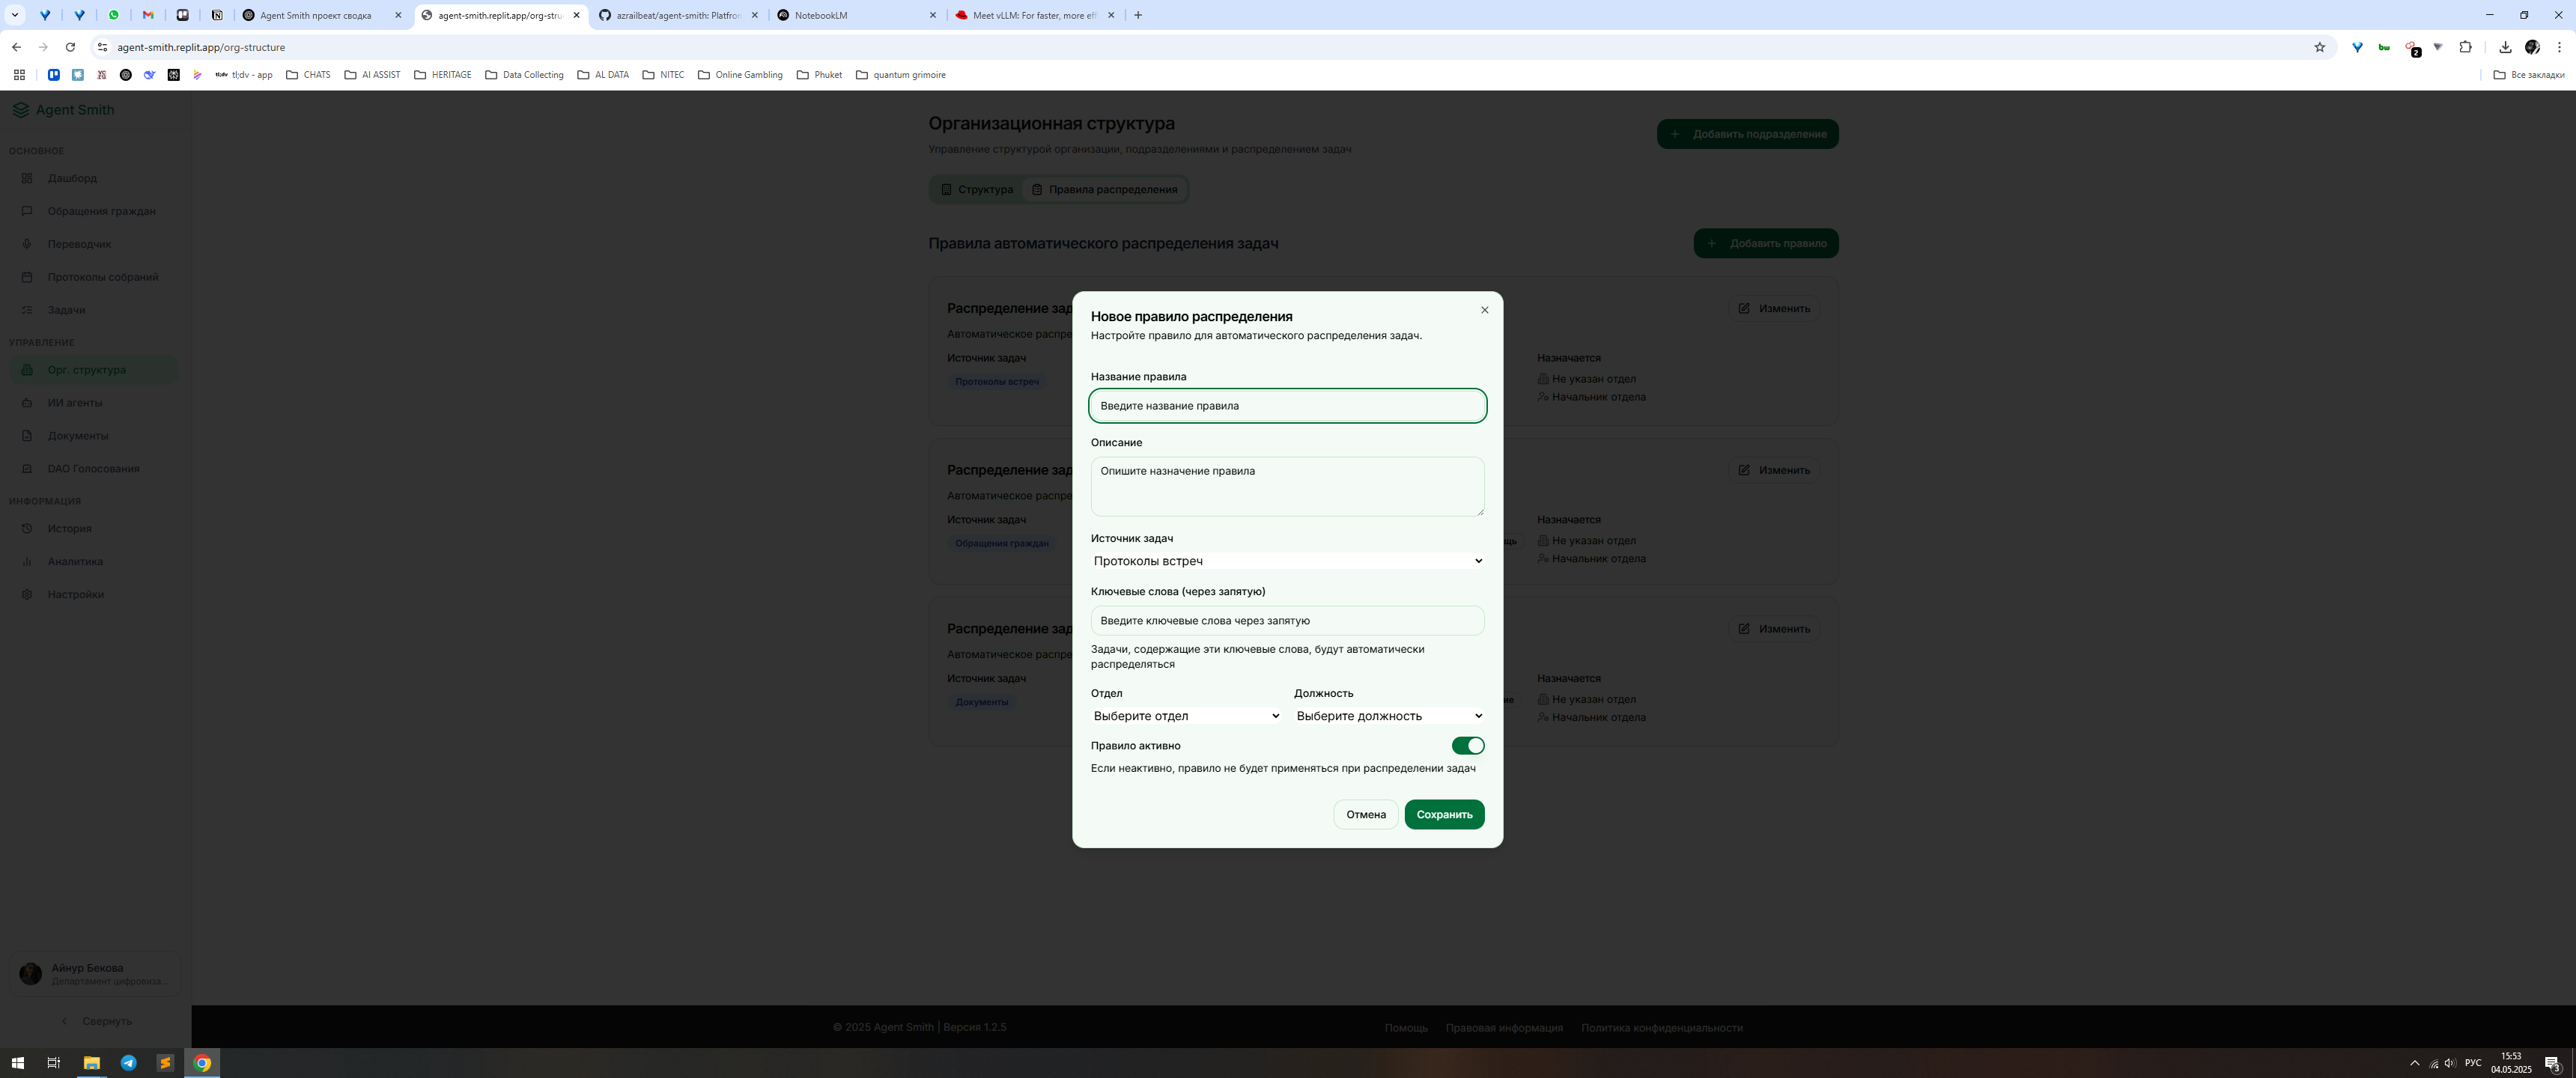 Agent Smith проект сводка
agent-smith.replit.app/org-stru
azrailbeat/agent-smith: Platfron
NotebookLM
Meet vLLM: For faster, more eff
agent-smith.replit.app/org-structure
2
tl;dv - app
CHATS
AI ASSIST
HERITAGE
Data Collecting
AL DATA
NITEC
Online Gambling
Phuket
quantum grimoire
Все закладки
Agent Smith
ОСНОВНОЕ
Дашборд
Обращения граждан
Переводчик
Протоколы собраний
Задачи
УПРАВЛЕНИЕ
Орг. структура
ИИ агенты
Документы
DAO Голосования
ИНФОРМАЦИЯ
История
Аналитика
Настройки
Айнур Бекова
Департамент цифровиза...
Свернуть
Организационная структура
Управление структурой организации, подразделениями и распределением задач
Добавить подразделение
Структура
Правила распределения
Правила автоматического распределения задач
Добавить правило
Распределение зад
Изменить
Автоматическое распре
Источник задач
Назначается
Протоколы встреч
Не указан отдел
Начальник отдела
Распределение зад
Изменить
Автоматическое распре
Источник задач
Назначается
Обращения граждан
щь
Не указан отдел
Начальник отдела
Распределение зад
Изменить
Автоматическое распре
Источник задач
Назначается
Документы
ие
Не указан отдел
Начальник отдела
Новое правило распределения
Настройте правило для автоматического распределения задач.
Название правила
Введите название правила
Описание
Опишите назначение правила
Источник задач
Протоколы встреч
Ключевые слова (через запятую)
Введите ключевые слова через запятую
Задачи, содержащие эти ключевые слова, будут автоматически
распределяться
Отдел
Должность
Выберите отдел
Выберите должность
Правило активно
Если неактивно, правило не будет применяться при распределении задач
Отмена
Сохранить
© 2025 Agent Smith | Версия 1.2.5
Помощь
Правовая информация
Политика конфиденциальности
РУС
15:53
04.05.2025
3